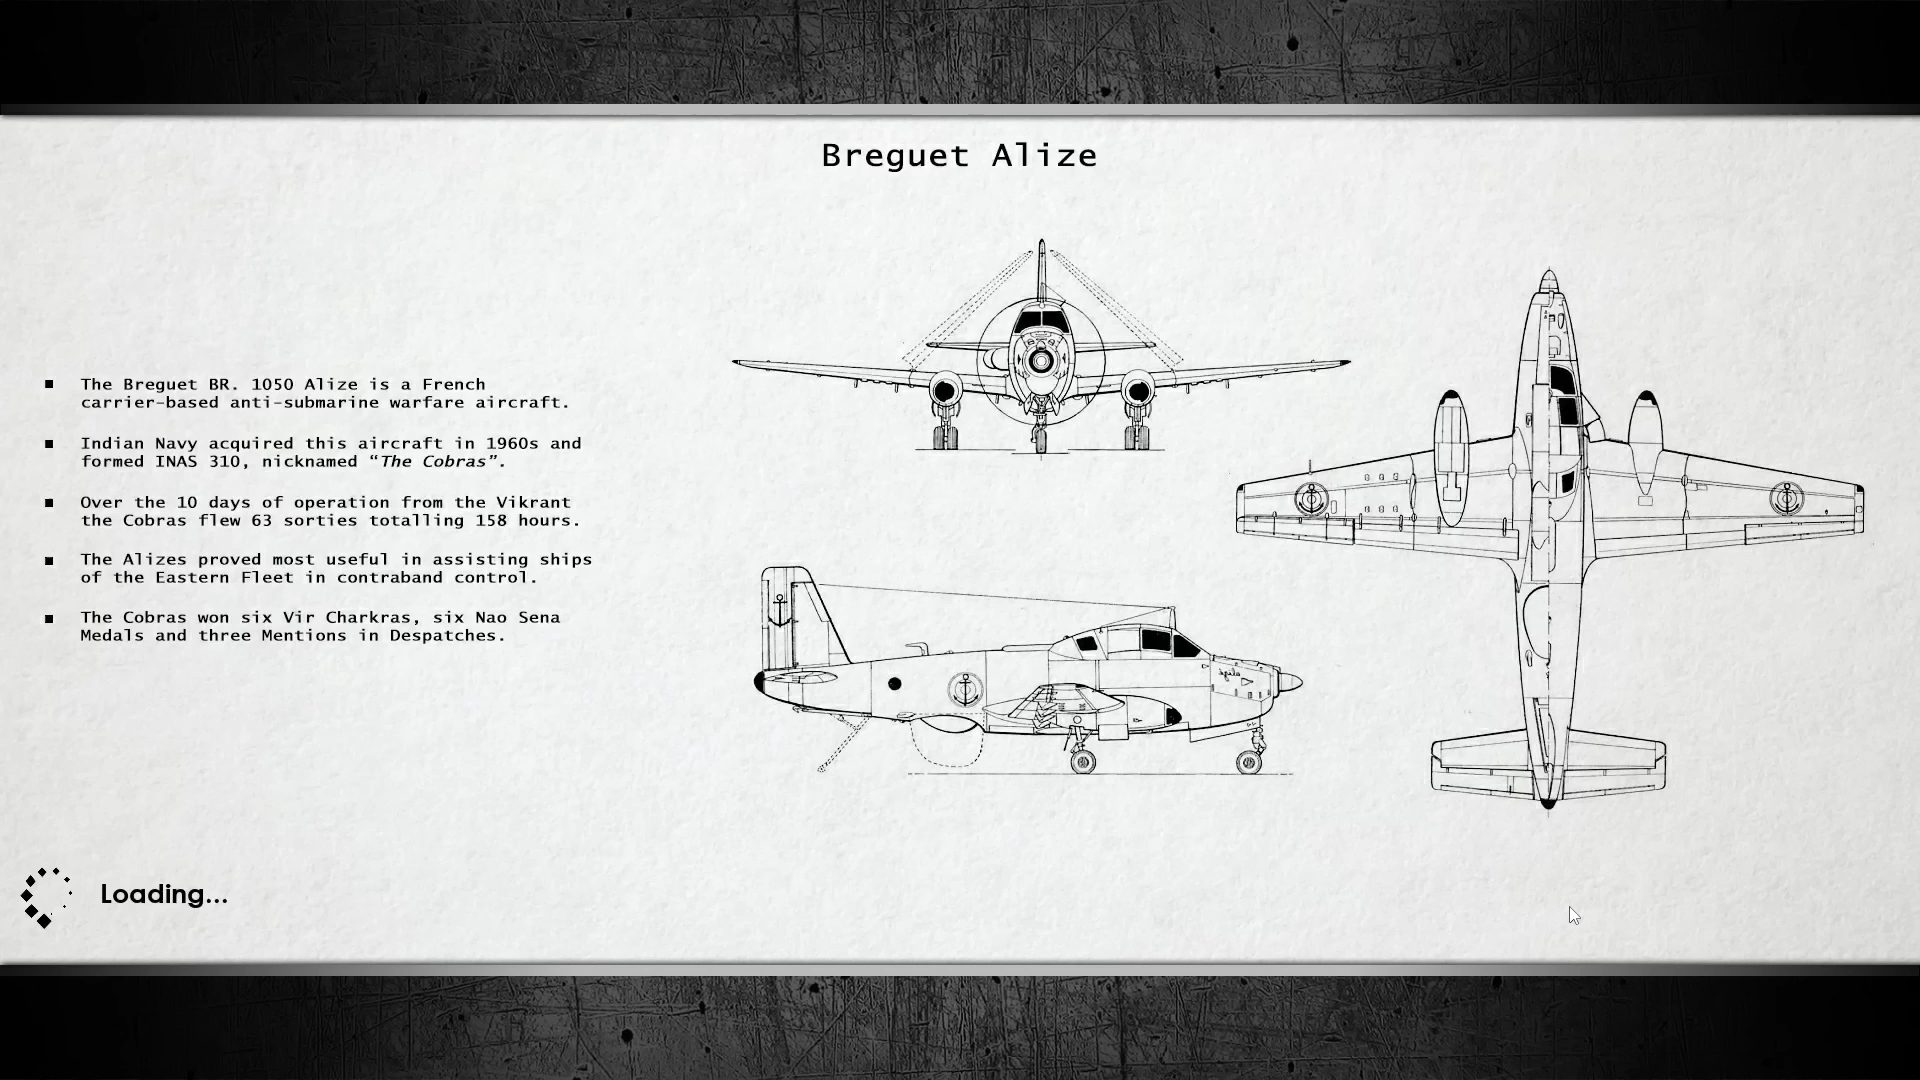 Breguet Alize
▪ The Breguet BR. 1050 Alize is a French
carrier-based anti-submarine warfare aircraft.
▪ Indian Navy acquired this aircraft in 1960s and
formed INAS 310, nicknamed “The Cobras”.
▪ Over the 10 days of operation from the Vikrant
the Cobras flew 63 sorties totalling 158 hours.
▪ The Alizes proved most useful in assisting ships
of the Eastern Fleet in contraband control.
▪ The Cobras won six Vir Charkras, six Nao Sena
Medals and three Mentions in Despatches.
Loading...